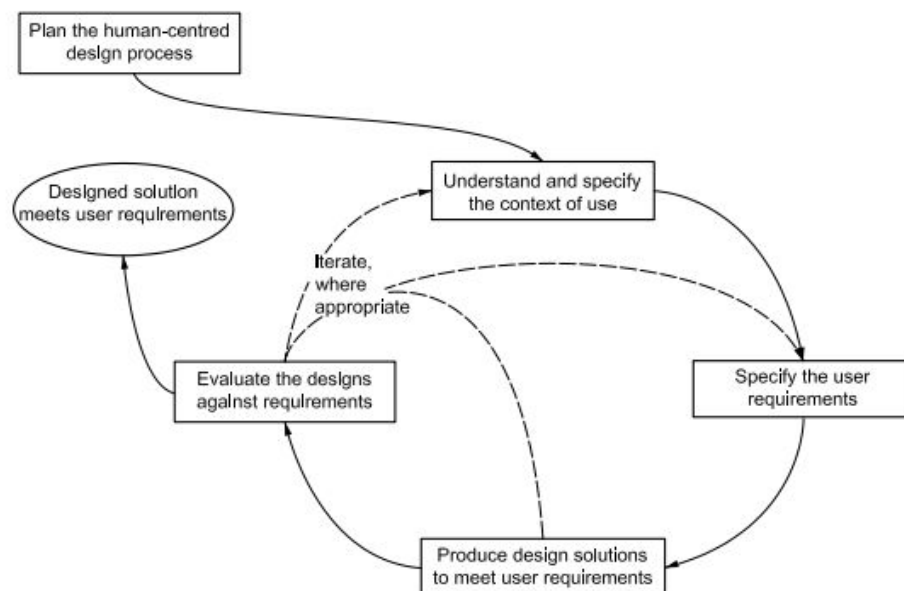 Plan the human-centred
design process
Understand and specify
the context of use
Designed solution
meets user requirements
Iterate,
where
appropriate
Evaluate the designs
against requirements
Specify the user
requirements
Produce design solutions
to meet user requirements